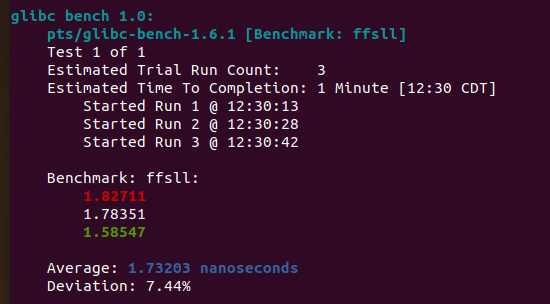 glibc bench 1.0:
pts/glibc-bench-1.6.1 [Benchmark: ffsll]
Test 1 of 1
Estimated Trial Run Count: 3
Estimated Time To Completion: 1 Minute [12:30 CDT]
Started Run 1 @ 12:30:13
Started Run 2 @ 12:30:28
Started Run 3 @ 12:30:42
Benchmark: ffsll:
1.82711
1.78351
1.58547
Average: 1.73203 nanoseconds
Deviation: 7.44%